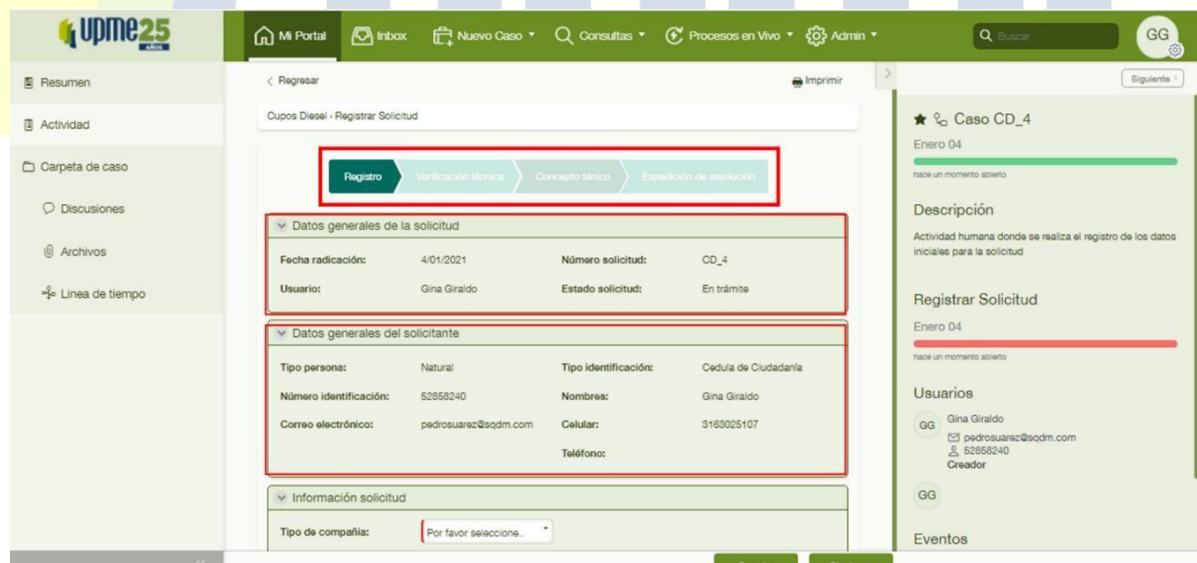 upme25
AÑOS
Mi Portal
Inbox
Nuevo Caso
Consultas
Procesos en Vivo
Admin
Buscar
GG
Resumen
Actividad
Carpeta de caso
Discusiones
Archivos
Linea de tiempo
< Regresar
Imprimir
Cupos Diesel › Registrar Solicitud
Registro
Verificación técnica
Concepto
Expedición de resolución
Datos generales de la solicitud
Fecha radicación: 4/01/2021 Número solicitud: CD_4
Usuario: Gina Giraldo Estado solicitud: En trámite
Datos generales del solicitante
Tipo persona: Natural Tipo identificación: Cedula de Ciudadanía
Número identificación: 52858240 Nombres: Gina Giraldo
Correo electrónico: pedrosuarez@sqdm.com Celular: 3163025107
Teléfono:
Información solicitud
Tipo de compañia: Por favor seleccione..
Siguiente >
Caso CD_4
Enero 04
hace un momento abierto
Descripción
Actividad humana donde se realiza el registro de los datos
iniciales para la solicitud
Registrar Solicitud
Enero 04
hace un momento abierto
Usuarios
GG
Gina Giraldo
pedrosuarez@sqdm.com
52858240
Creador
GG
Eventos